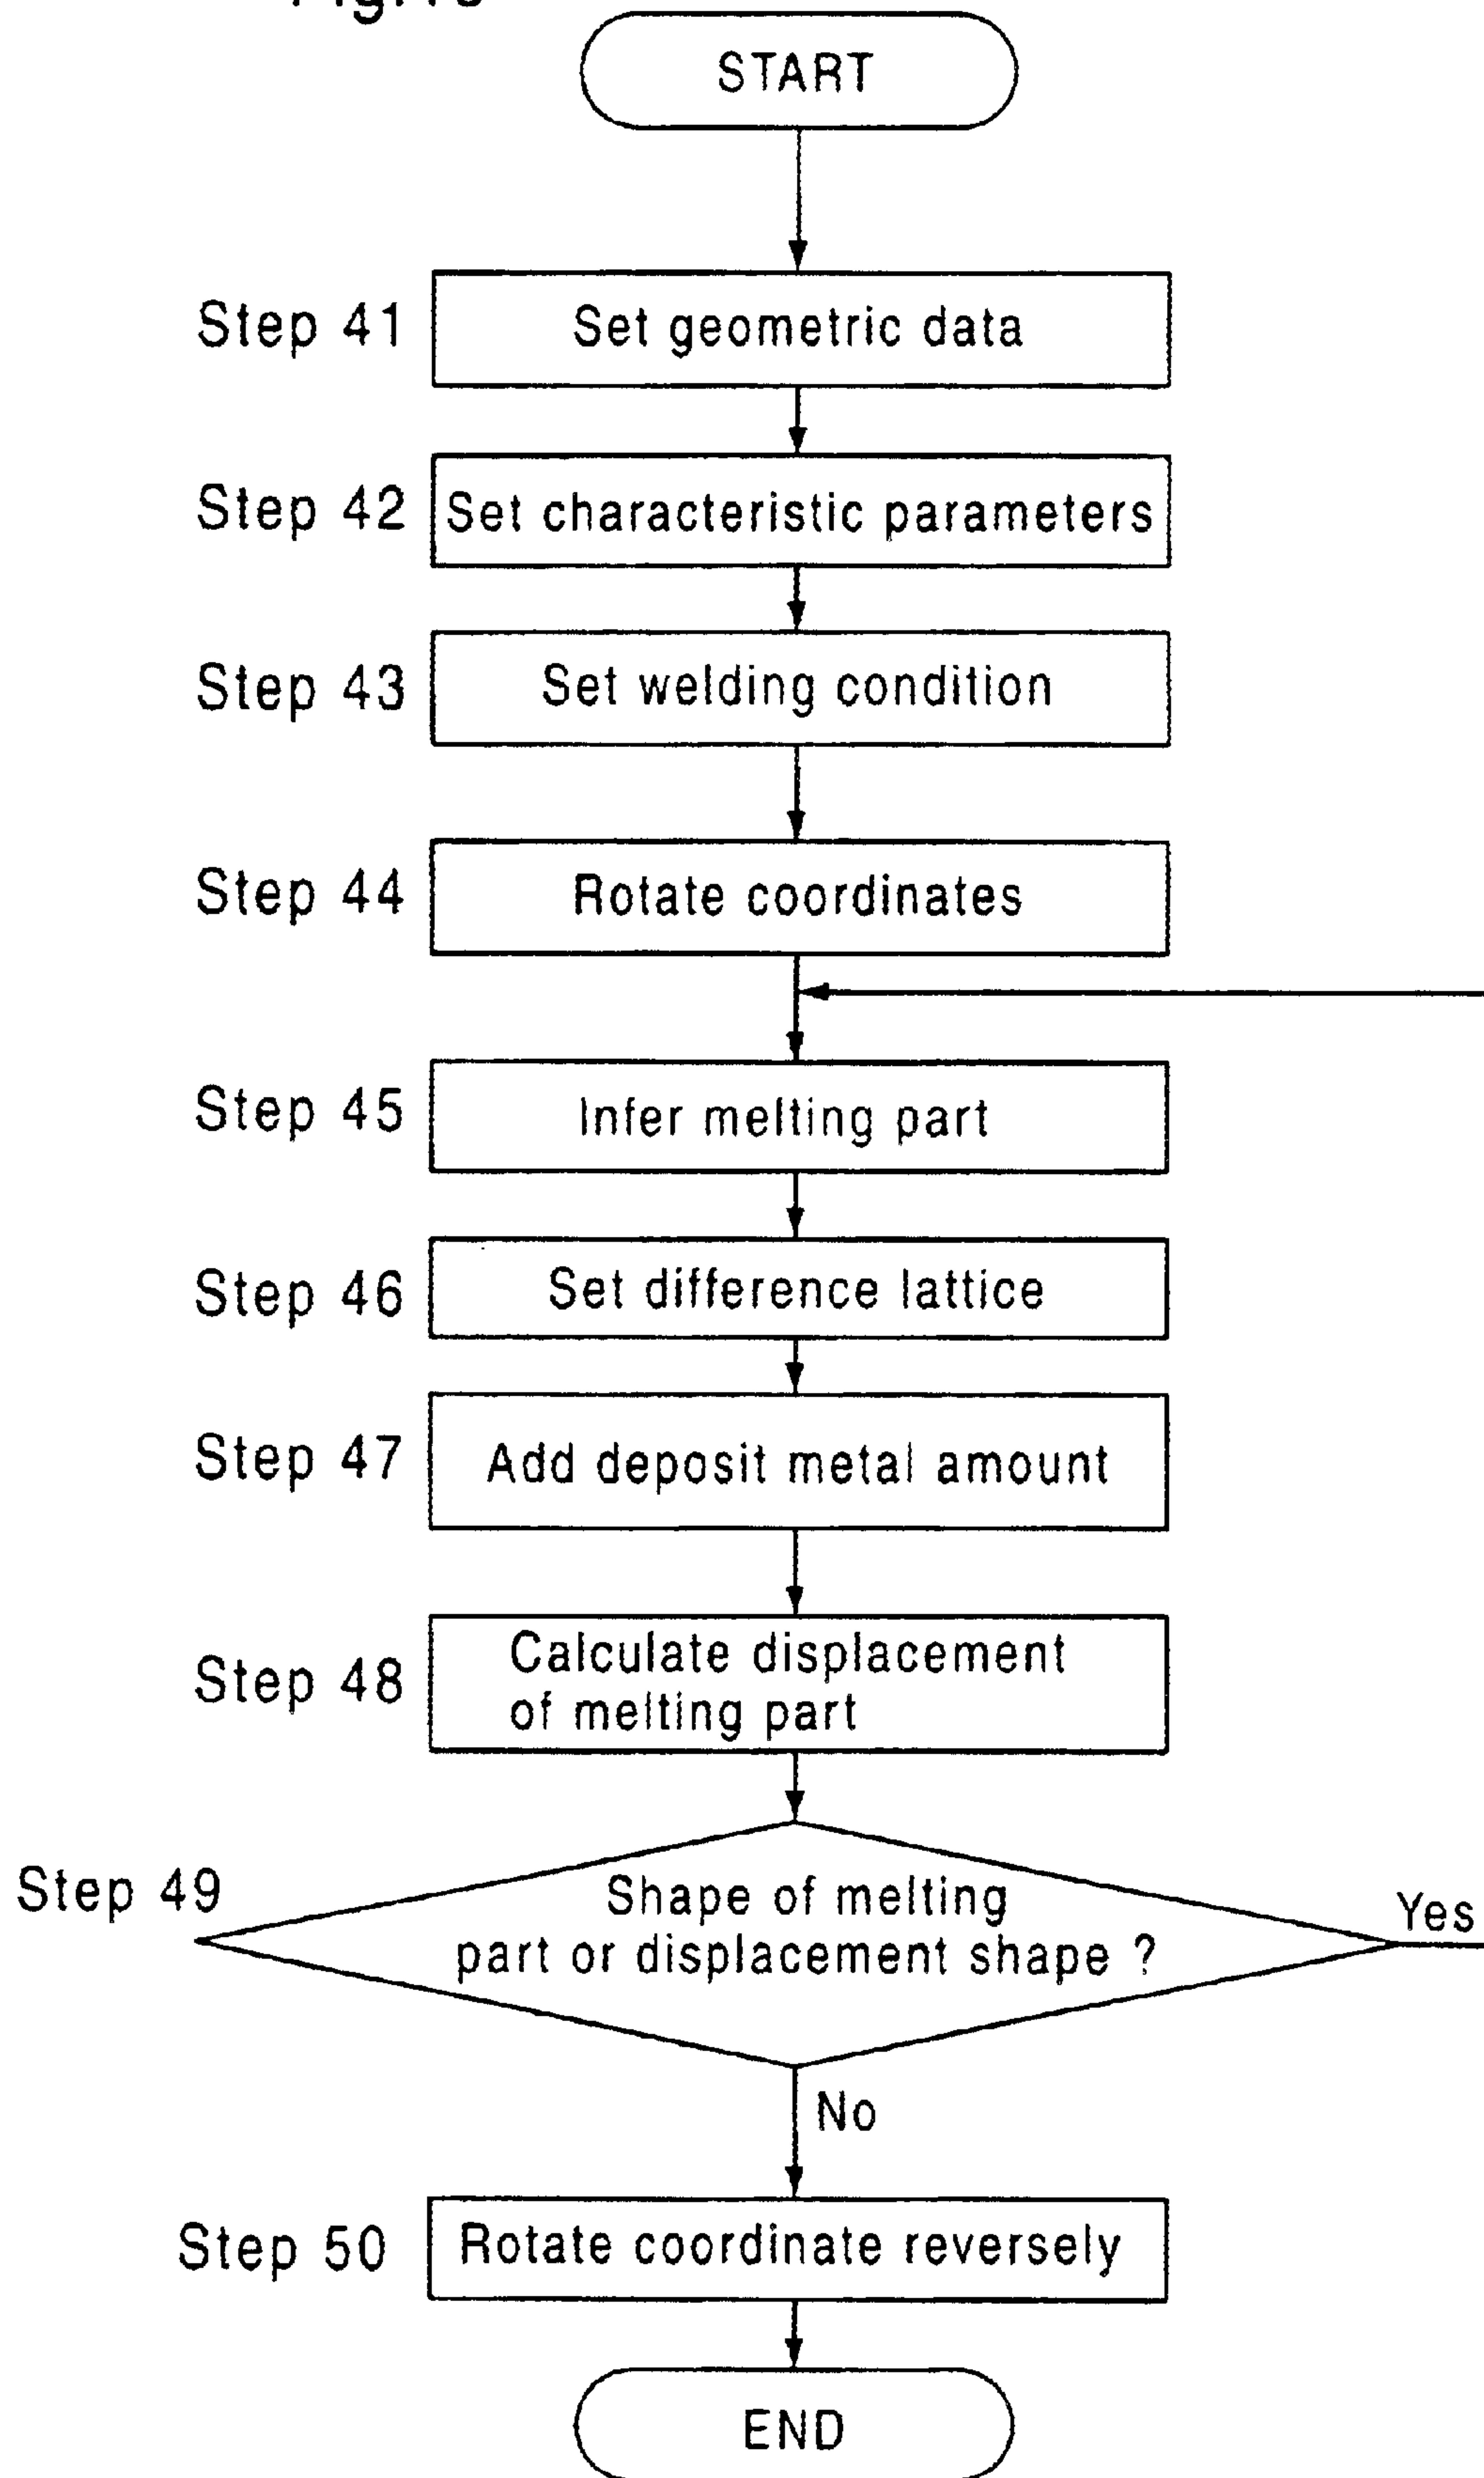 START
Step 41
Set geometric data
Step 42
Set characteristic parameters
Step 43
Set welding condition
Step 44
Rotate coordinates
Step 45
Infer melting part
Step 46
Set difference lattice
Step 47
Add deposit metal amount
Step 48
Calculate displacement
of melting part
Step 49
Shape of melting
part or displacement shape ?
Yes
No
Step 50
Rotate coordinate reversely
END